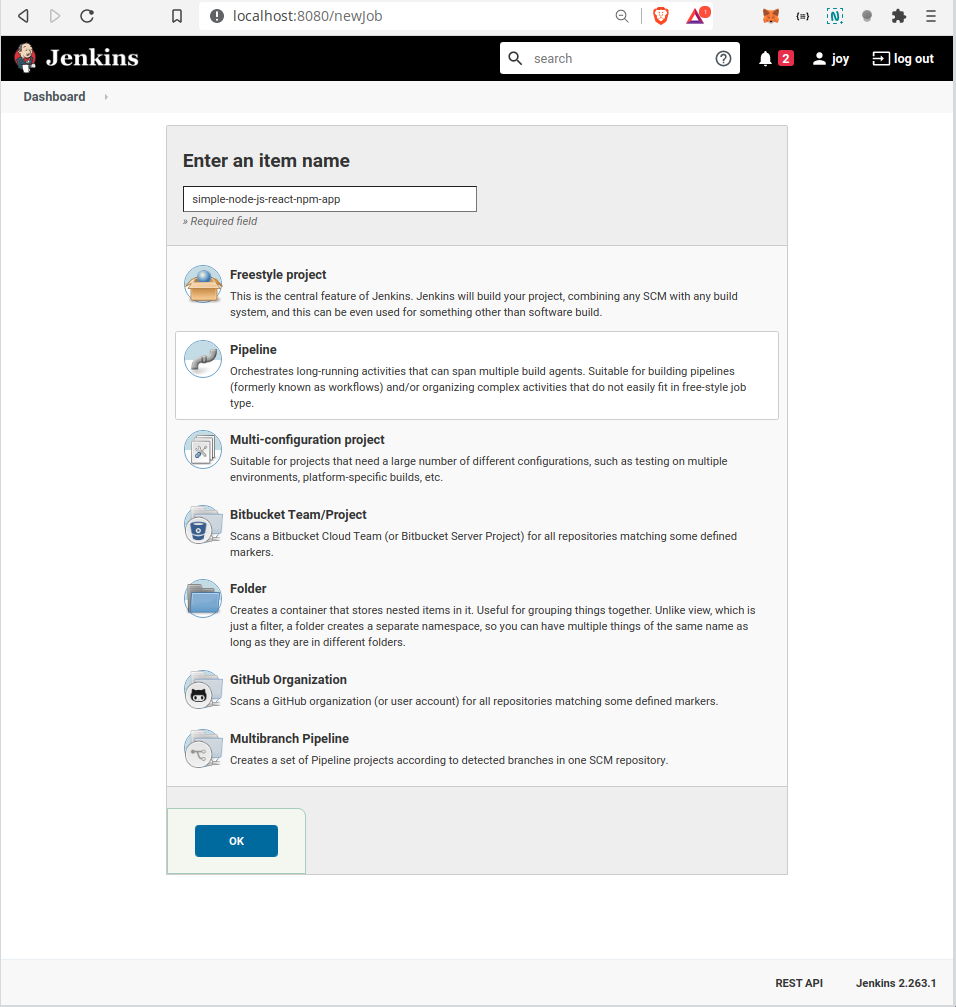 localhost:8080/newJob
1
{≡}
N
Jenkins
search
?
2
joy
log out
Dashboard
Enter an item name
simple-node-js-react-npm-app
» Required field
Freestyle project
This is the central feature of Jenkins. Jenkins will build your project, combining any SCM with any build
system, and this can be even used for something other than software build.
Pipeline
Orchestrates long-running activities that can span multiple build agents. Suitable for building pipelines
(formerly known as workflows) and/or organizing complex activities that do not easily fit in free-style job
type.
Multi-configuration project
Suitable for projects that need a large number of different configurations, such as testing on multiple
environments, platform-specific builds, etc.
Bitbucket Team/Project
Scans a Bitbucket Cloud Team (or Bitbucket Server Project) for all repositories matching some defined
markers.
Folder
Creates a container that stores nested items in it. Useful for grouping things together. Unlike view, which is
just a filter, a folder creates a separate namespace, so you can have multiple things of the same name as
long as they are in different folders.
GitHub Organization
Scans a GitHub organization (or user account) for all repositories matching some defined markers.
Multibranch Pipeline
Creates a set of Pipeline projects according to detected branches in one SCM repository.
OK
REST API
Jenkins 2.263.1